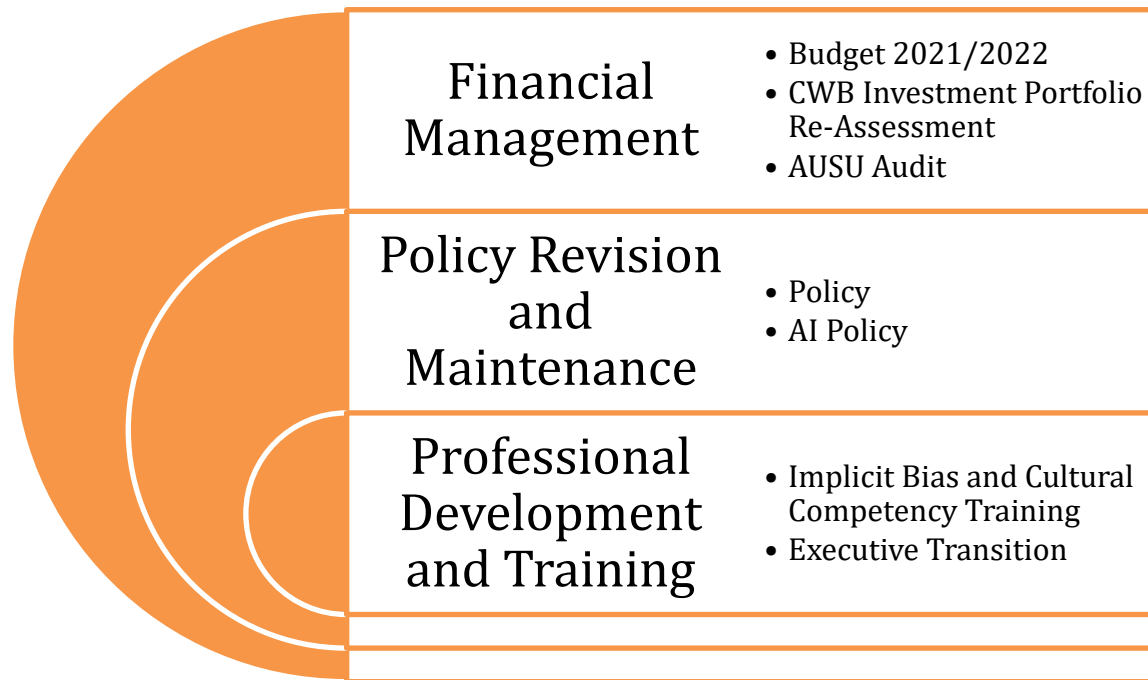 Financial
Management
• Budget 2021/2022
• CWB Investment Portfolio
Re-Assessment
• AUSU Audit
Policy Revision
and
Maintenance
• Policy
• AI Policy
Professional
Development
and Training
• Implicit Bias and Cultural
Competency Training
• Executive Transition